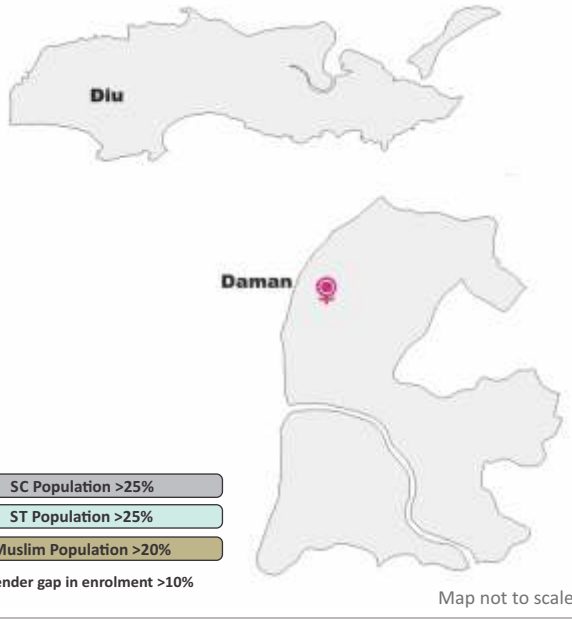 Diu
Daman
SC Population >25%
ST Population >25%
Muslim Population >20%
ender gap in enrolment >10%
Map not to scale